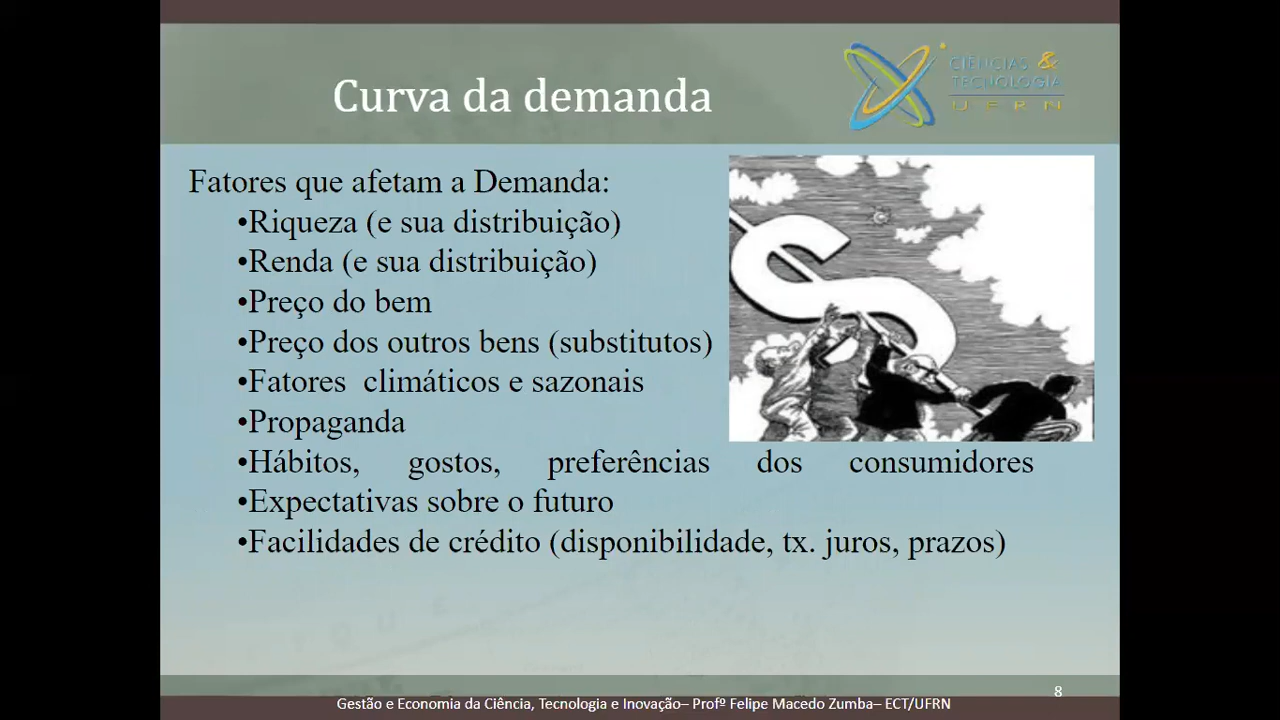 Curva da demanda
CIÊNCIAS &
TECNOLOGIA
UFRN
Fatores que afetam a Demanda:
•Riqueza (e sua distribuição)
•Renda (e sua distribuição)
•Preço do bem
•Preço dos outros bens (substitutos)
•Fatores climáticos e sazonais
•Propaganda
•Hábitos, gostos, preferências dos consumidores
•Expectativas sobre o futuro
•Facilidades de crédito (disponibilidade, tx. juros, prazos)
8
Gestão e Economia da Ciência, Tecnologia e Inovação– Profº Felipe Macedo Zumba– ECT/UFRN